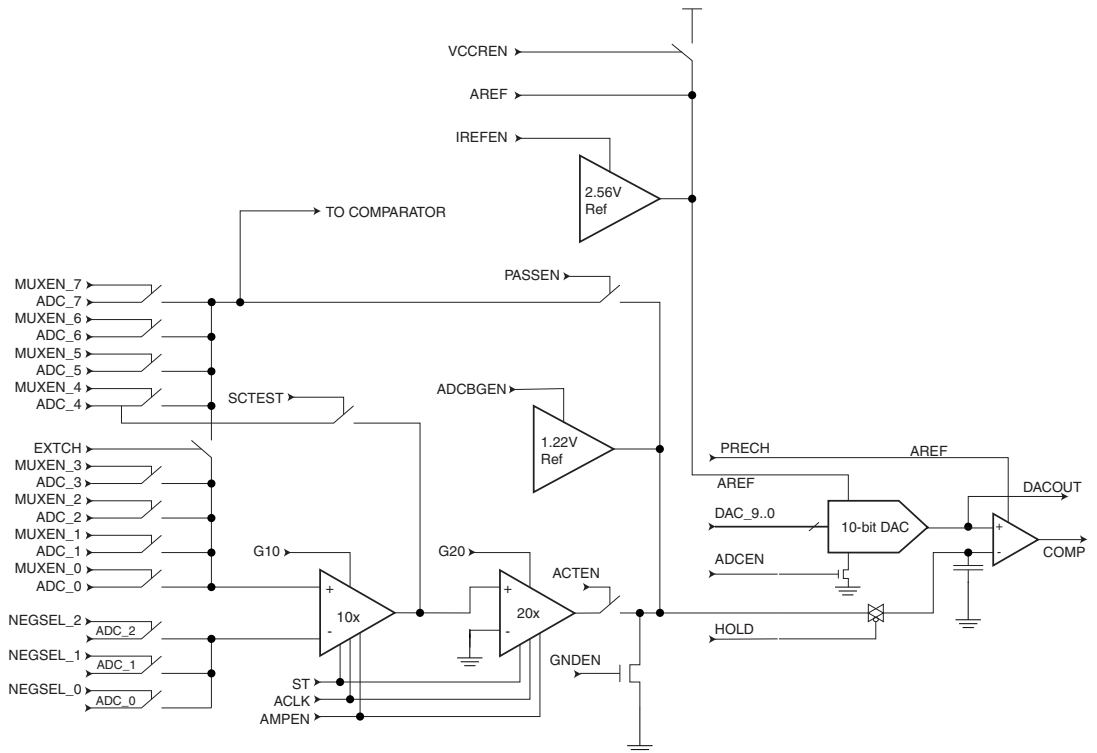 VCCREN
AREF
IREFEN
2.56V
Ref
TO COMPARATOR
PASSEN
MUXEN_7
ADC_7
MUXEN_6
ADC_6
MUXEN_5
ADC_5
MUXEN_4
ADC_4
SCTEST
ADCBGEN
1.22V
Ref
EXTCH
MUXEN_3
ADC_3
MUXEN_2
ADC_2
MUXEN_1
ADC_1
MUXEN_0
ADC_0
NEGSEL_2
ADC_2
NEGSEL_1
ADC_1
NEGSEL_0
ADC_0
G10
+
10x
-
G20
+
20x
-
ACTEN
GNDEN
ST
ACLK
AMPEN
PRECH
AREF
AREF
DACOUT
DAC_9..0
10-bit DAC
+
-
COMP
ADCEN
HOLD